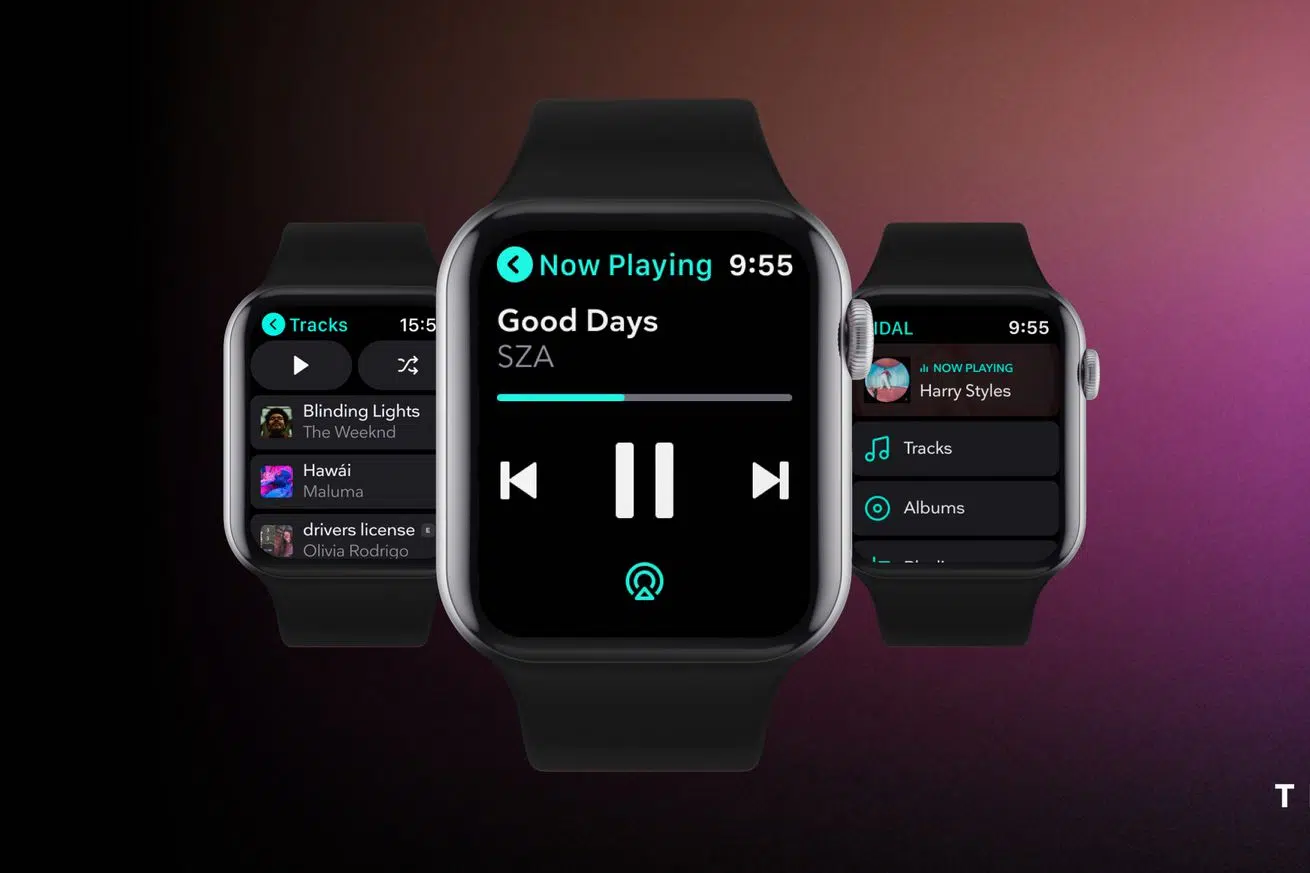 Tracks 15:5
Blinding Lights
The Weeknd
Hawái
Maluma
drivers license E
Olivia Rodrigo
Now Playing 9:55
Good Days
SZA
IDAL 9:55
NOW PLAYING
Harry Styles
Tracks
Albums
T